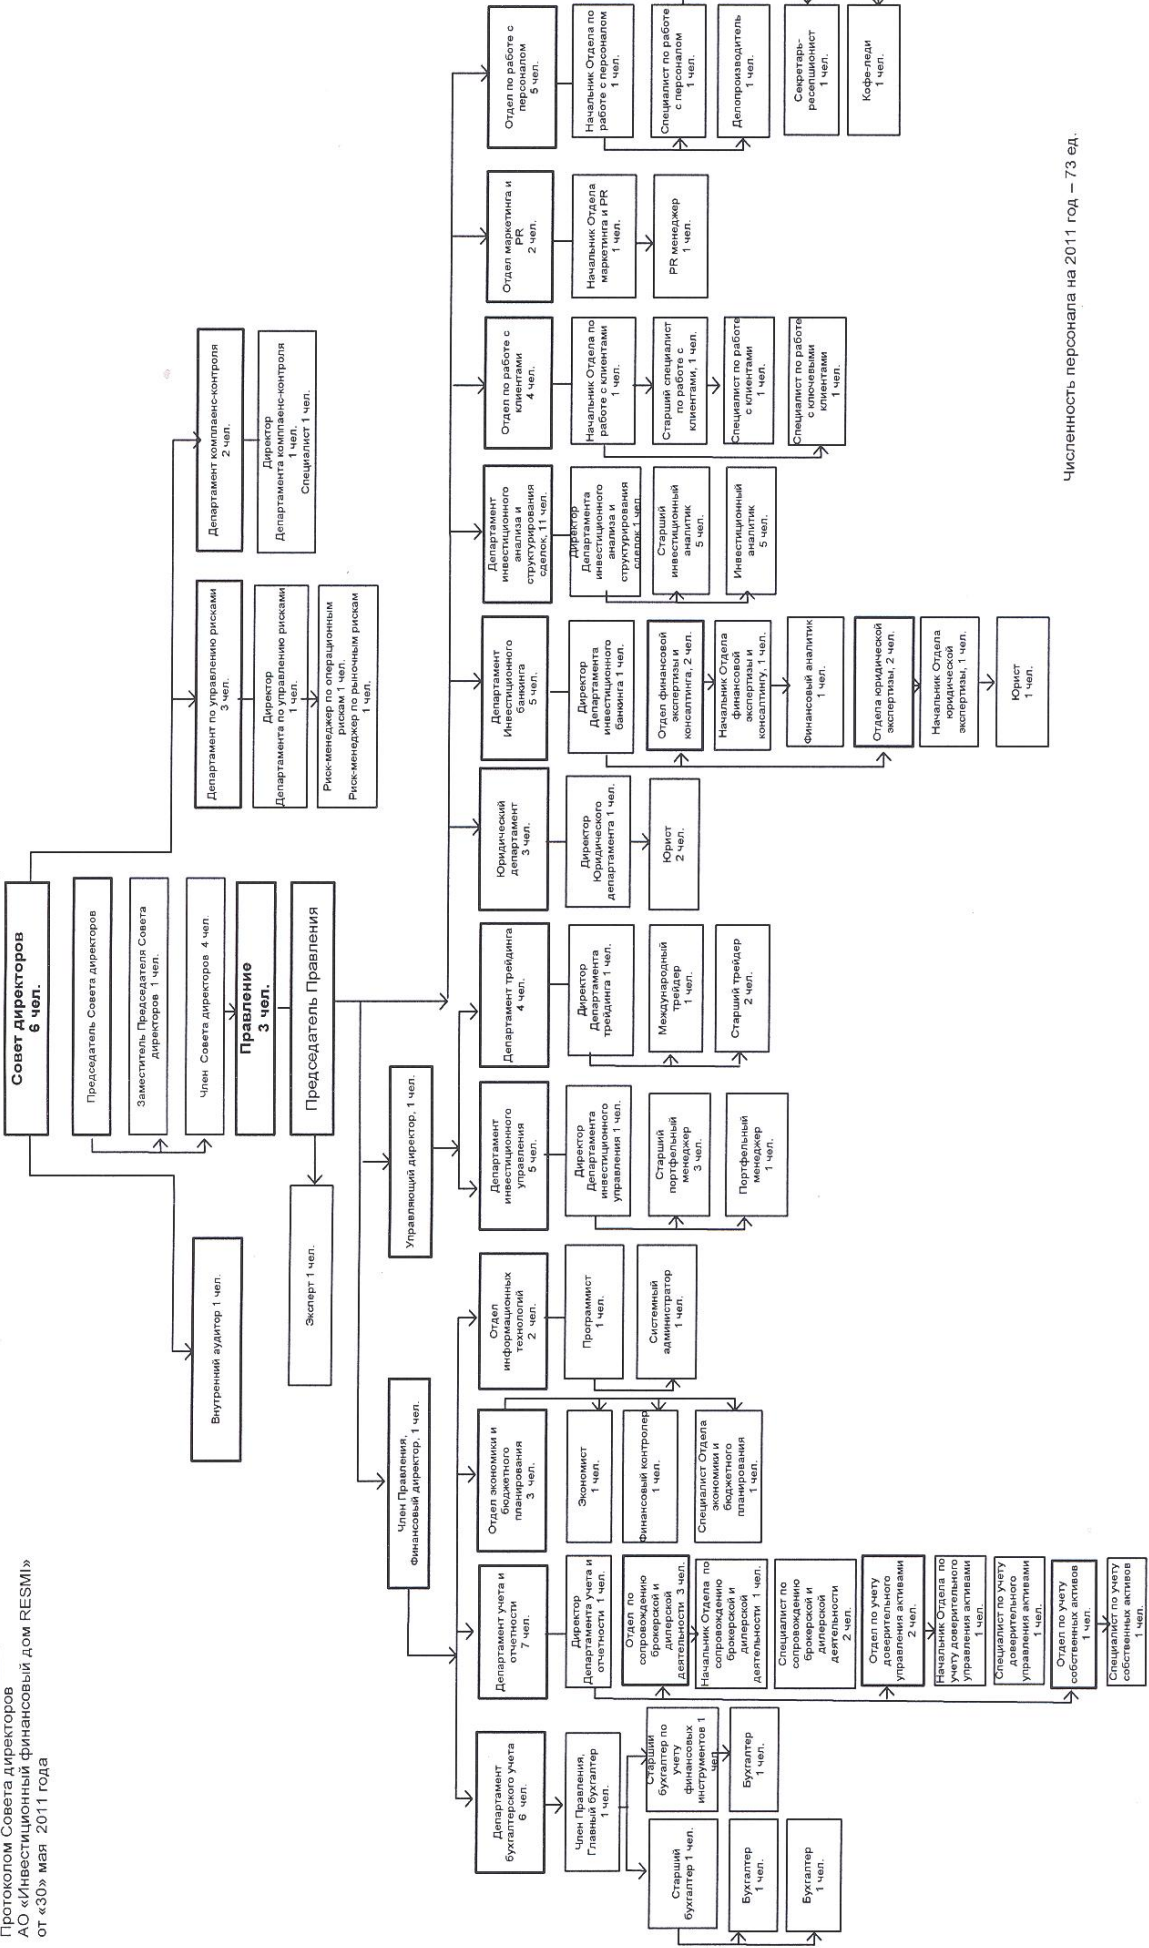 Протоколом Совета директоров
АО «Инвестиционный финансовый дом RESMI»
от «30» мая 2011 года
Совет директоров
6 чел.
Председатель Совета директоров
Заместитель Председателя Совета
директоров 1 чел.
Член Совета директоров 4 чел.
Правление
3 чел.
Председатель Правления
Внутренний аудитор 1 чел.
Эксперт 1 чел.
Департамент по управлению рисками
3 чел.
Директор
Департамента по управлению рисками
1 чел.
Риск-менеджер по операционным
рискам 1 чел.
Риск-менеджер по рыночным рискам
1 чел.
Департамент комплаенс-контроля
2 чел.
Директор
Департамента комплаенс-контроля
1 чел.
Специалист 1 чел.
Член Правления,
Финансовый директор, 1 чел.
Управляющий директор, 1 чел.
Департамент
бухгалтерского учета
6 чел.
Член Правления,
Главный бухгалтер
1 чел.
Старший
бухгалтер 1 чел.
Бухгалтер
1 чел.
Бухгалтер
1 чел.
Старший
бухгалтер по
учету
финансовых
инструментов 1
чел.
Бухгалтер
1 чел.
Департамент учета и
отчетности
7 чел.
Директор
Департамента учета и
отчетности 1 чел.
Отдел по
сопровождению
брокерской и
дилерской
деятельности 3 чел.
Начальник Отдела по
сопровождению
брокерской и
дилерской
деятельности 1 чел.
Специалист по
сопровождению
брокерской и
дилерской
деятельности
2 чел.
Отдел по учету
доверительного
управления активами
2 чел.
Начальник Отдела по
учету доверительного
управления активами
1 чел.
Специалист по учету
доверительного
управления активами
1 чел.
Отдел по учету
собственных активов
1 чел.
Специалист по учету
собственных активов
1 чел.
Отдел экономики и
бюджетного
планирования
3 чел.
Экономист
1 чел.
Финансовый контролер
1 чел.
Специалист Отдела
экономики и
бюджетного
планирования
1 чел.
Отдел
информационных
технологий
2 чел.
Программист
1 чел.
Системный
администратор
1 чел.
Департамент
инвестиционного
управления
5 чел.
Директор
Департамента
инвестиционного
управления 1 чел.
Старший
портфельный
менеджер
3 чел.
Портфельный
менеджер
1 чел.
Департамент трейдинга
4 чел.
Директор
Департамента
трейдинга 1 чел.
Международный
трейдер
1 чел.
Старший трейдер
2 чел.
Юридический
департамент
3 чел.
Директор
Юридического
департамента 1 чел.
Юрист
2 чел.
Департамент
Инвестиционного
банкинга
5 чел.
Директор
Департамента
инвестиционного
банкинга 1 чел.
Отдел финансовой
экспертизы и
консалтинга, 2 чел.
Начальник Отдела
финансовой
экспертизы и
консалтингу, 1 чел.
Финансовый аналитик
1 чел.
Отдела юридической
экспертизы, 2 чел.
Начальник Отдела
юридической
экспертизы, 1 чел.
Юрист
1 чел.
Департамент
инвестиционного
анализа и
структурирования
сделок, 11 чел.
Директор
Департамента
инвестиционного
анализа и
структурирования
сделок 1 чел.
Старший
инвестиционный
аналитик
5 чел.
Инвестиционный
аналитик
5 чел.
Отдел по работе с
клиентами
4 чел.
Начальник Отдела по
работе с клиентами
1 чел.
Старший специалист
по работе с
клиентами, 1 чел.
Специалист по работе
с клиентами
1 чел.
Специалист по работе
с ключевыми
клиентами
1 чел.
Отдел маркетинга и
PR
2 чел.
Начальник Отдела
маркетинга и PR
1 чел.
PR менеджер
1 чел.
Отдел по работе с
персоналом
5 чел.
Начальник Отдела по
работе с персоналом
1 чел.
Специалист по работе
с персоналом
1 чел.
Делопроизводитель
1 чел.
Секретарь-
ресепшионист
1 чел.
Кофе-леди
1 чел.
Численность персонала на 2011 год – 73 ед.